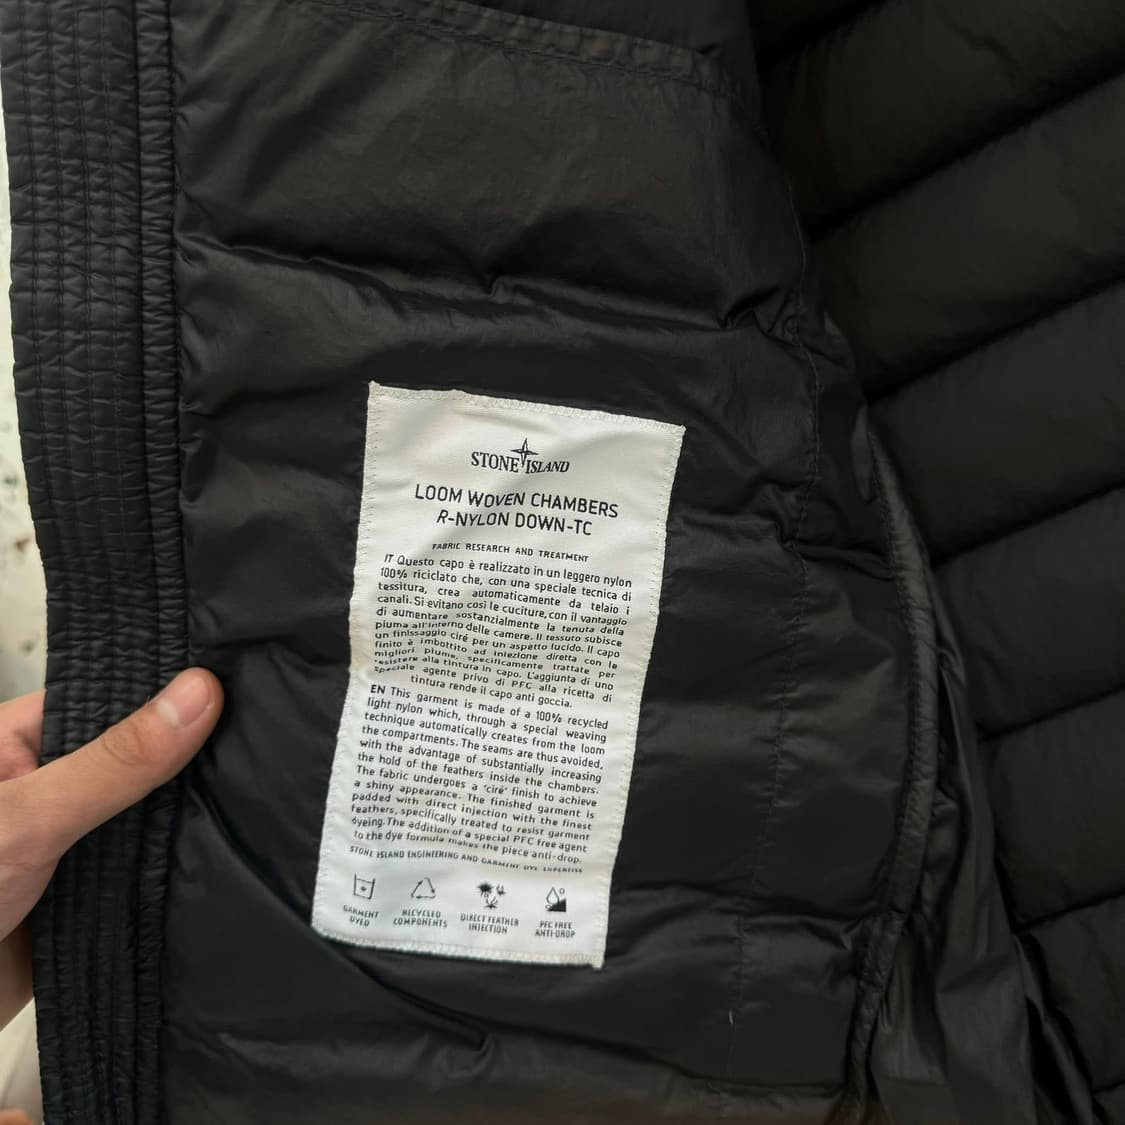 STONE ISLAND
LOOM WOVEN CHAMBERS
R-NYLON DOWN-TC
FABRIC RESEARCH AND TREATMENT
IT Questo capo è realizzato in un leggero nylon
100% riciclato che, con una speciale tecnica di
tessitura, crea automaticamente da telaio i
canali. Si evitano così le cuciture, con il vantaggio
di aumentare sostanzialmente la tenuta della
piuma all'interno delle camere. Il tessuto subisce
un finissaggio ciré per un aspetto lucido. Il capo
finito è imbottito ad iniezione diretta con le
migliori piume, specificamente trattate per
resistere alla tintura in capo. L'aggiunta di uno
speciale agente privo di PFC alla ricetta di
tintura rende il capo anti goccia.
EN This garment is made of a 100% recycled
light nylon which, through a special weaving
technique automatically creates from the loom
the compartments. The seams are thus avoided,
with the advantage of substantially increasing
the hold of the feathers inside the chambers.
The fabric undergoes a 'ciré' finish to achieve
a shiny appearance. The finished garment is
padded with direct injection with the finest
feathers, specifically treated to resist garment
dyeing. The addition of a special PFC free agent
to the dye formula makes the piece anti-drop.
STONE ISLAND ENGINEERING AND GARMENT DYE EXPERTISE
GARMENT DYED
RECYCLED COMPONENTS
DIRECT FEATHER INJECTION
PFC FREE ANTI-DROP